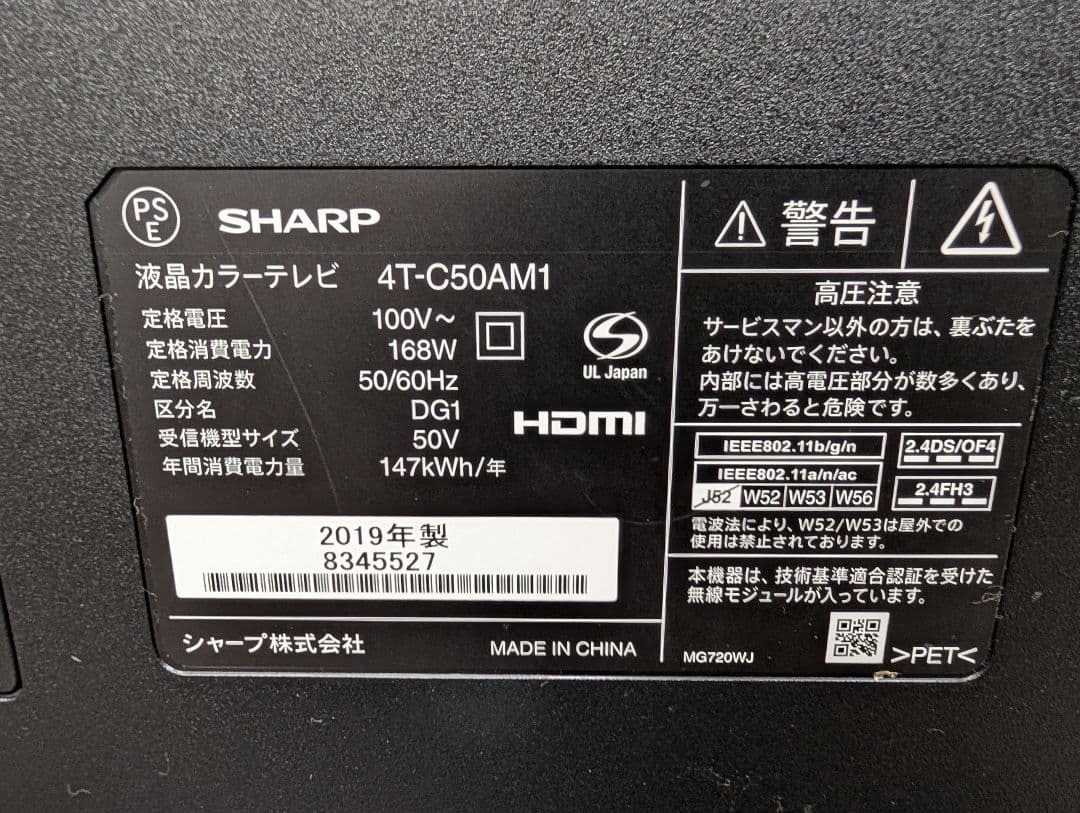 PSE SHARP
液晶カラーテレビ 4T-C50AM1
定格電圧 100V～
定格消費電力 168W
定格周波数 50/60Hz
区分名 DG1
受信機型サイズ 50V
年間消費電力量 147kWh/年
UL Japan
HDMI
2019年製
8345527
シャープ株式会社 MADE IN CHINA
警告
高圧注意
サービスマン以外の方は、裏ぶたを
あけないでください。
内部には高電圧部分が数多くあり、
万一さわると危険です。
IEEE802.11b/g/n
IEEE802.11a/n/ac
J52 W52 W53 W56
2.4DS/OF4
2.4FH3
電波法により、W52/W53は屋外での
使用は禁止されております。
本機器は、技術基準適合認証を受けた
無線モジュールが入っています。
MG720WJ >PET<